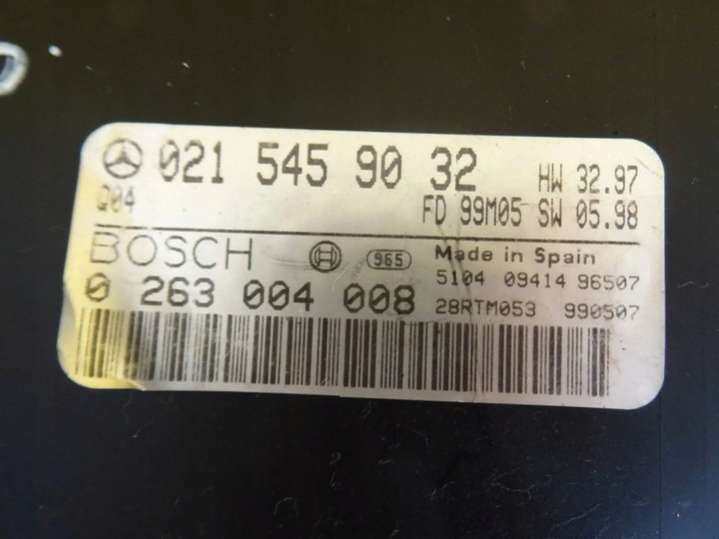 021 545 90 32 HW 32.97
Q04 FD 99M05 SW 05.98
BOSCH 965 Made in Spain
5104 09414 96507
0 263 004 008 28RTM053 990507